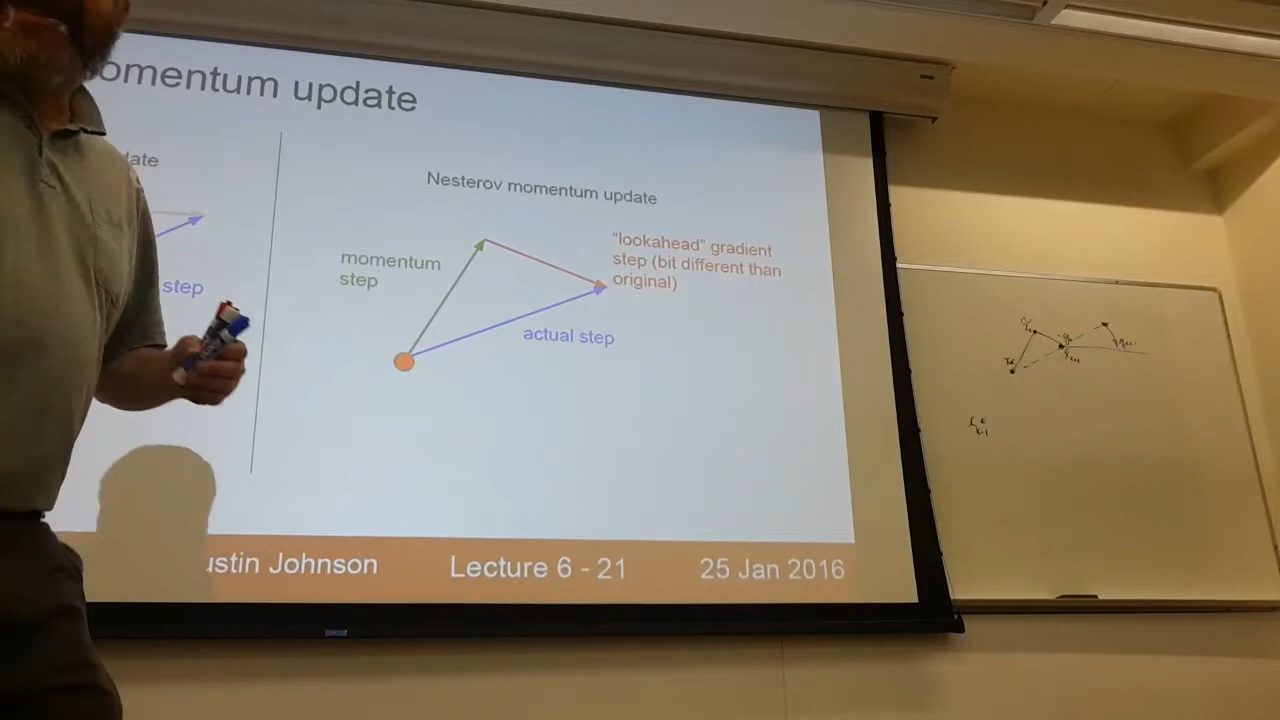 omentum update
date
step
Nesterov momentum update
momentum
step
"lookahead" gradient
step (bit different than
original)
actual step
ustin Johnson
Lecture 6 - 21
25 Jan 2016